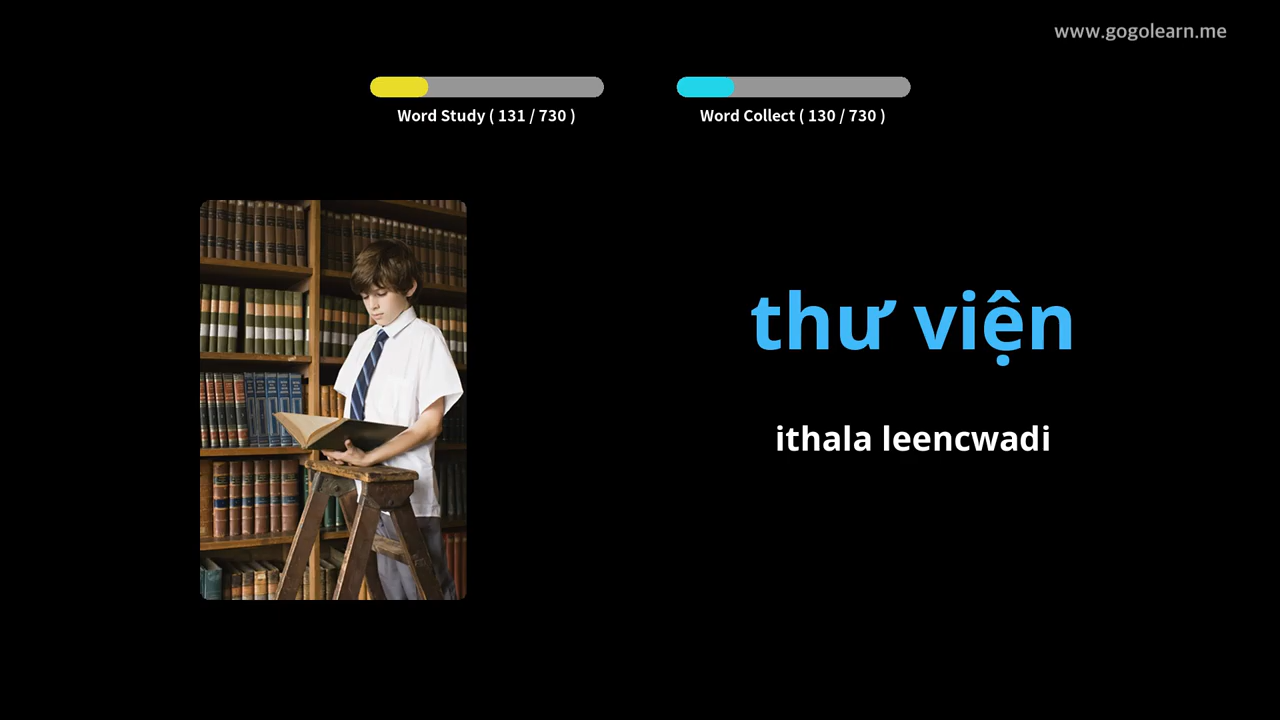 www.gogolearn.me
Word Study ( 131 / 730 )
Word Collect ( 130 / 730 )
thư viện
ithala leencwadi